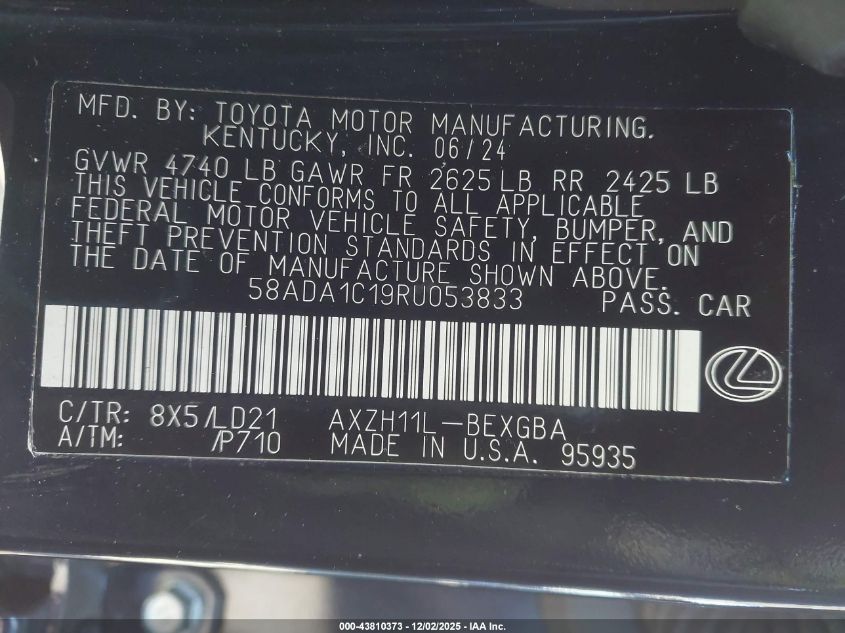 MFD. BY: TOYOTA MOTOR MANUFACTURING.
KENTUCKY, INC. 06/24
GVWR 4740 LB GAWR FR 2625 LB RR 2425 LB
THIS VEHICLE CONFORMS TO ALL APPLICABLE
FEDERAL MOTOR VEHICLE SAFETY, BUMPER, AND
THEFT PREVENTION STANDARDS IN EFFECT ON
THE DATE OF MANUFACTURE SHOWN ABOVE.
58ADA1C19RU053833 PASS. CAR
C/TR: 8X5/LD21 AXZH11L-BEXGBA
A/TM: /P710 MADE IN U.S.A. 95935
000-43810373 - 12/02/2025 - IAA Inc.